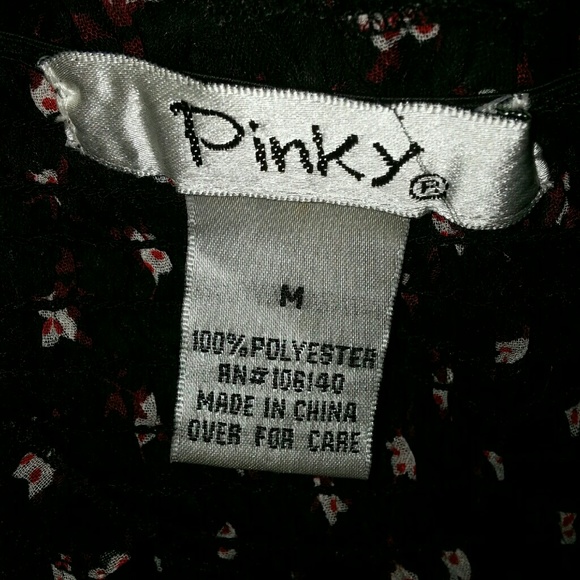 Pinky®
M
100% POLYESTER
RN#106140
MADE IN CHINA
OVER FOR CARE